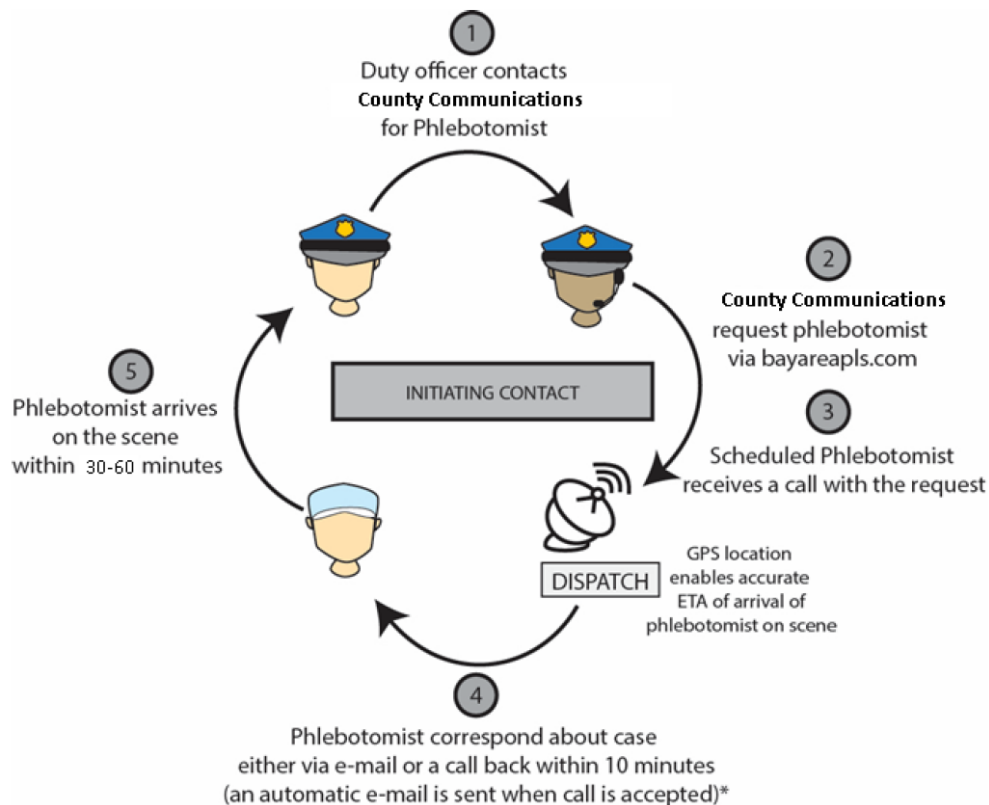 1
Duty officer contacts
County Communications
for Phlebotomist
2
County Communications
request phlebotomist
via bayareapls.com
INITIATING CONTACT
5
Phlebotomist arrives
on the scene
within 30-60 minutes
3
Scheduled Phlebotomist
receives a call with the request
DISPATCH
GPS location
enables accurate
ETA of arrival of
phlebotomist on scene
4
Phlebotomist correspond about case
either via e-mail or a call back within 10 minutes
(an automatic e-mail is sent when call is accepted)*